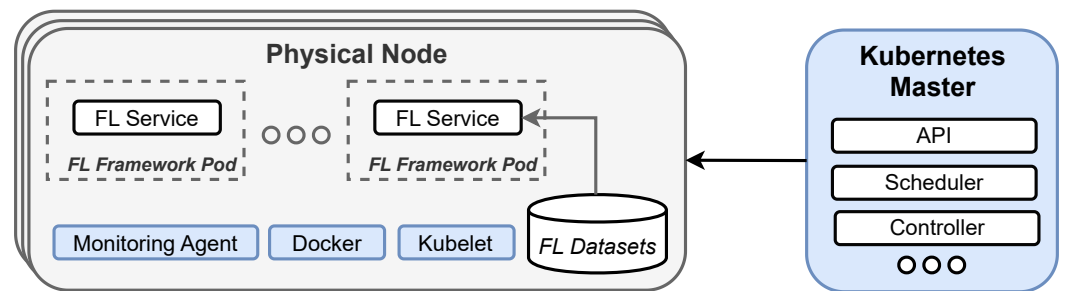 Physical Node
FL Service
FL Framework Pod
FL Service
FL Framework Pod
Monitoring Agent
Docker
Kubelet
FL Datasets
Kubernetes
Master
API
Scheduler
Controller